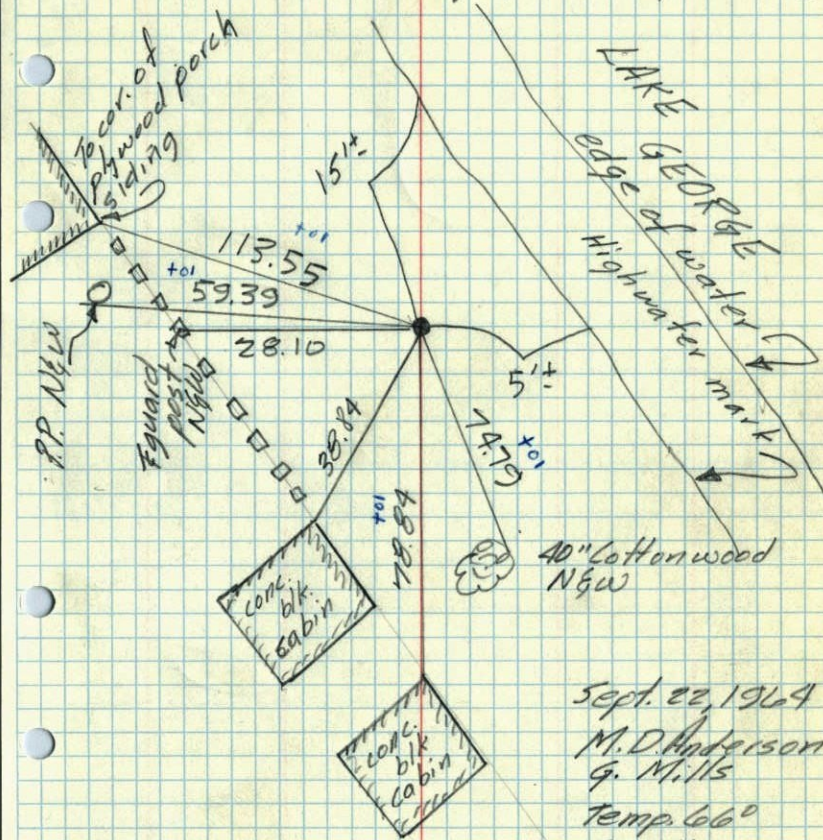 To cor. of
plywood porch
siding
LAKE GEORGE
edge of water
Highwater mark
15'±
113.55
+01
+01
59.39
28.10
5'±
P.P. N&W
guard
post
N&W
38.84
78.84
+01
74.79
+01
40" Cottonwood
N&W
conc.
blk.
cabin
conc.
blk
cabin
Sept. 22, 1964
M.D. Anderson
G. Mills
Temp. 66°